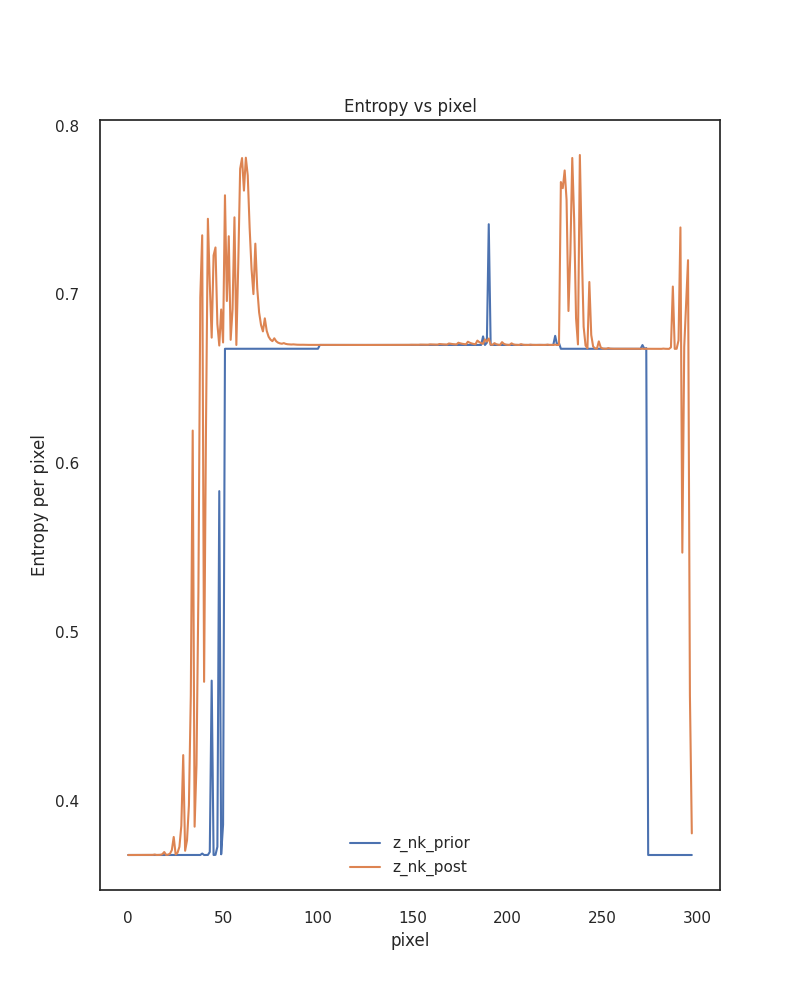 Entropy vs pixel
0.8
0.7
0.6
0.5
0.4
Entropy per pixel
z_nk_prior
z_nk_post
0 50 100 150 200 250 300
pixel